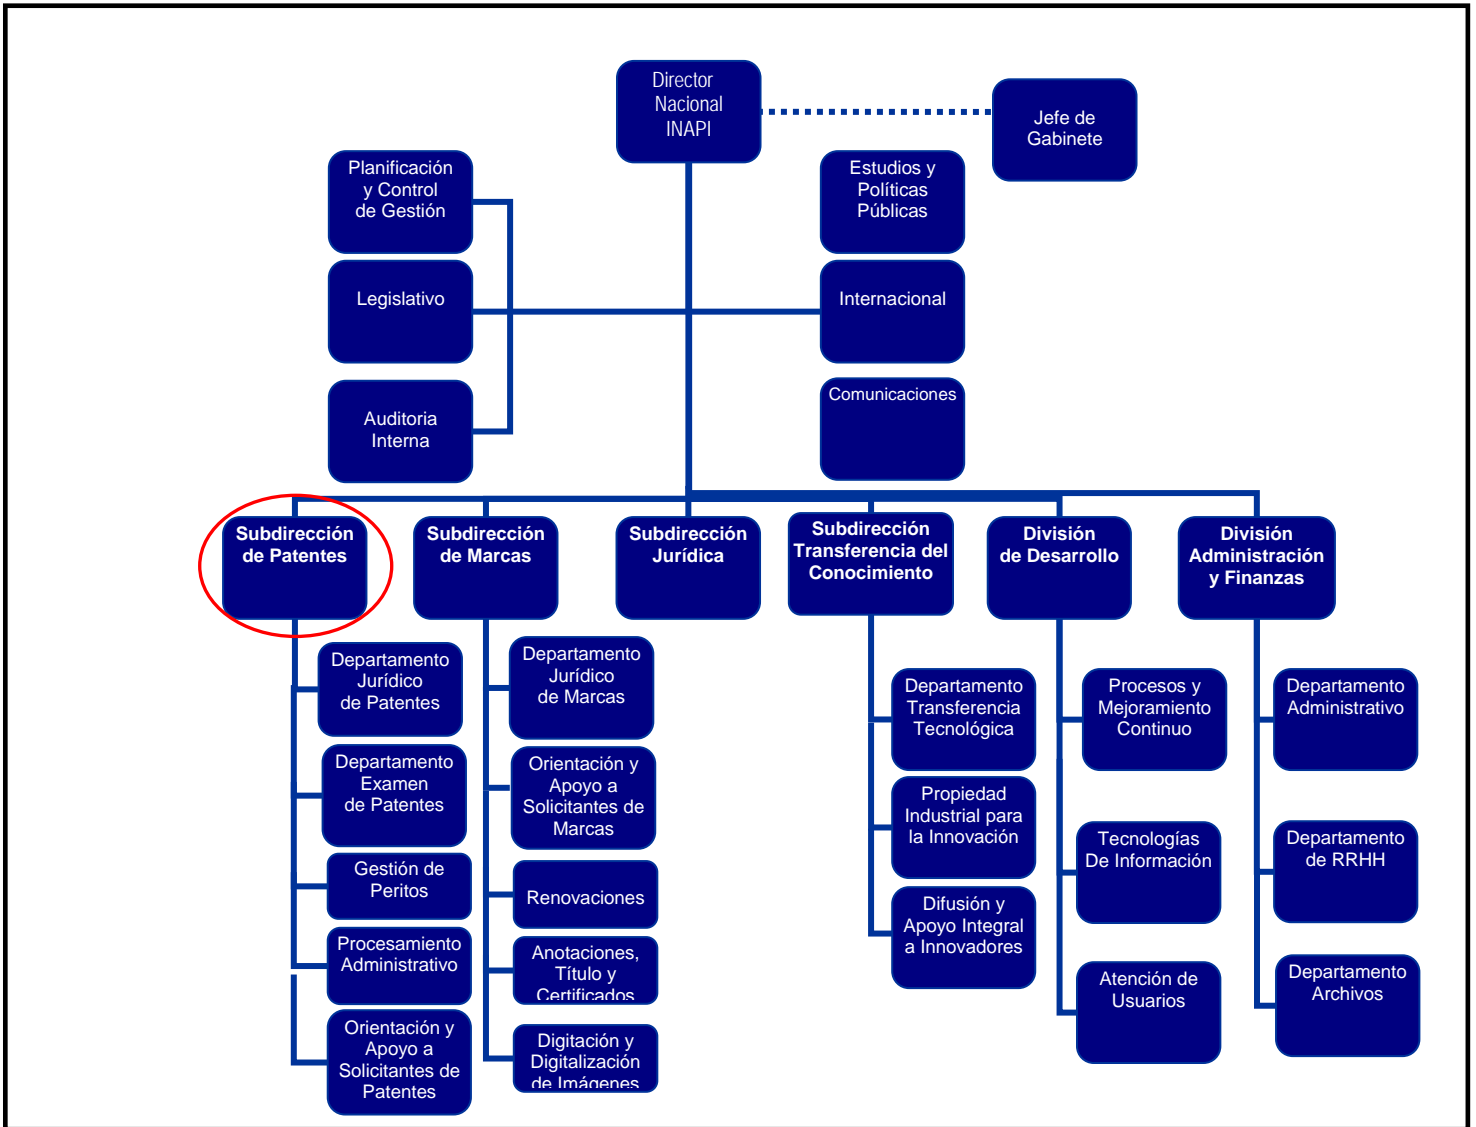 Director
Nacional
INAPI
Jefe de
Gabinete
Planificación
y Control
de Gestión
Estudios y
Políticas
Públicas
Legislativo
Internacional
Auditoria
Interna
Comunicaciones
Subdirección
de Patentes
Subdirección
de Marcas
Subdirección
Jurídica
Subdirección
Transferencia del
Conocimiento
División
de Desarrollo
División
Administración
y Finanzas
Departamento
Jurídico
de Patentes
Departamento
Examen
de Patentes
Gestión de
Peritos
Procesamiento
Administrativo
Orientación y
Apoyo a
Solicitantes de
Patentes
Departamento
Jurídico
de Marcas
Orientación y
Apoyo a
Solicitantes de
Marcas
Renovaciones
Anotaciones,
Título y
Certificados
Digitación y
Digitalización
de Imágenes
Departamento
Transferencia
Tecnológica
Propiedad
Industrial para
la Innovación
Difusión y
Apoyo Integral
a Innovadores
Procesos y
Mejoramiento
Continuo
Tecnologías
De Información
Atención de
Usuarios
Departamento
Administrativo
Departamento
de RRHH
Departamento
Archivos